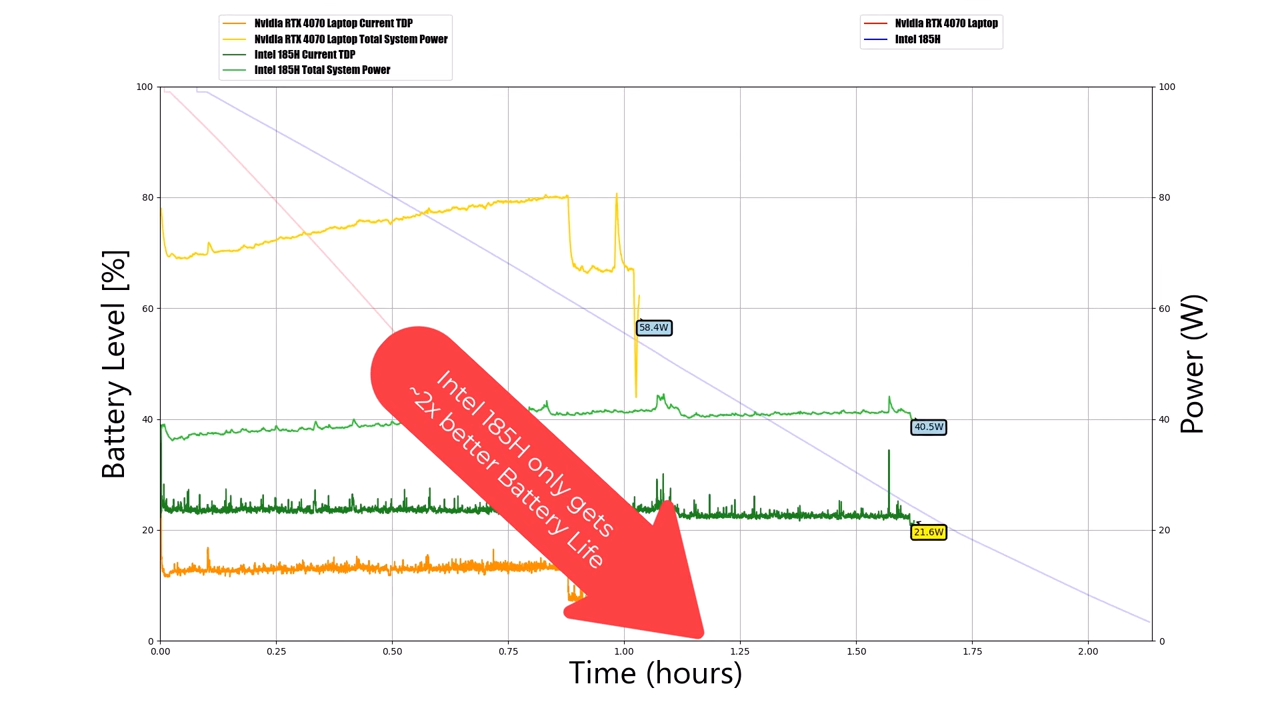 Nvidia RTX 4070 Laptop Current TDP
Nvidia RTX 4070 Laptop Total System Power
Intel 185H Current TDP
Intel 185H Total System Power
Nvidia RTX 4070 Laptop
Intel 185H
100
80
60
40
20
0
Battery Level [%]
100
80
60
40
20
0
Power (W)
58.4W
40.5W
21.6W
Intel 185H only gets
~2x better Battery Life
0.00 0.25 0.50 0.75 1.00 1.25 1.50 1.75 2.00
Time (hours)